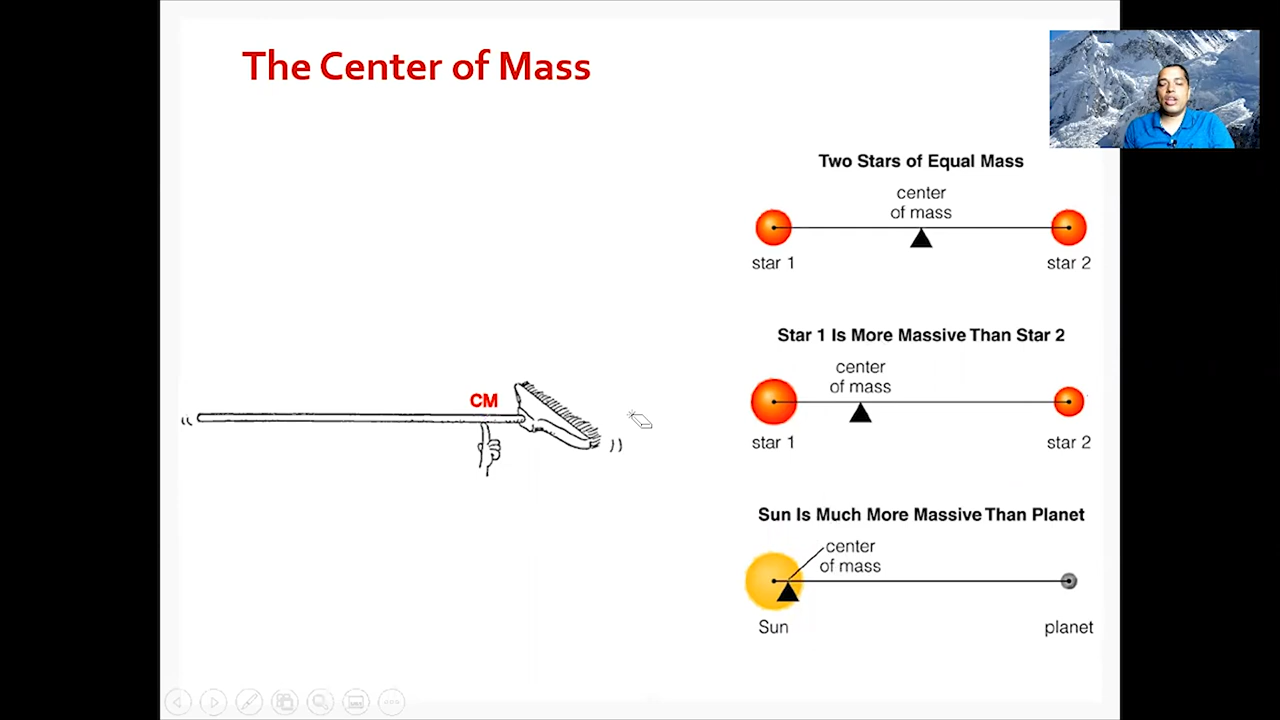 The Center of Mass
Two Stars of Equal Mass
center
of mass
star 1
star 2
Star 1 Is More Massive Than Star 2
center
of mass
CM
star 1
star 2
Sun Is Much More Massive Than Planet
center
of mass
Sun
planet